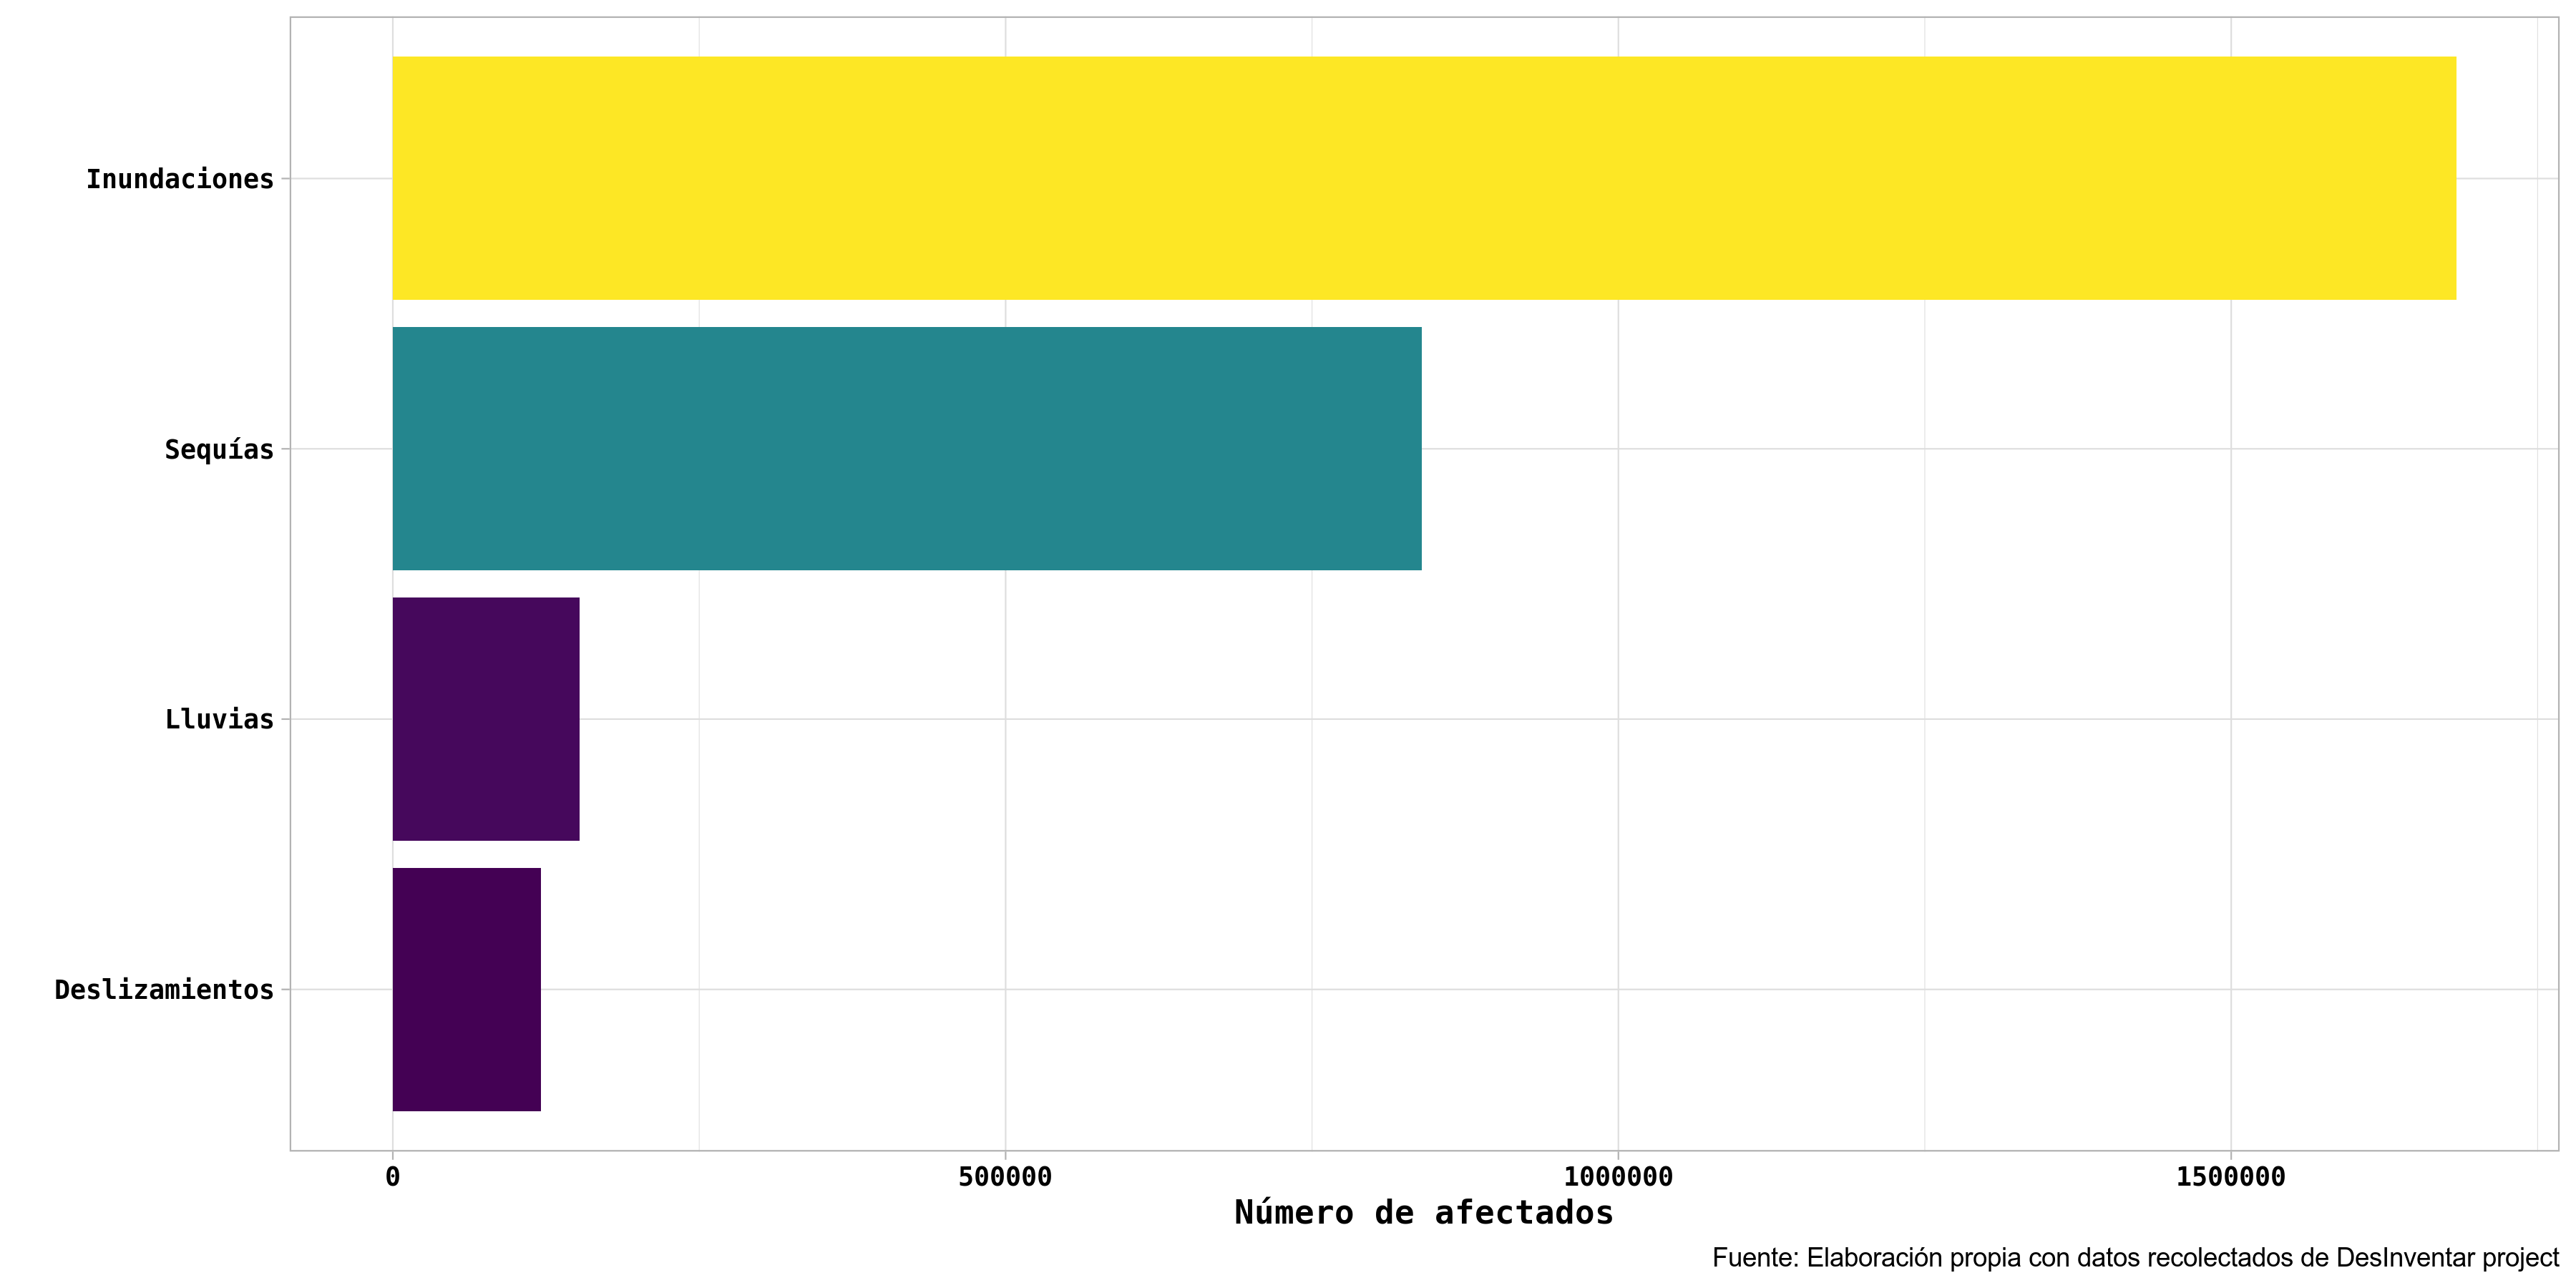 Inundaciones
Sequías
Lluvias
Deslizamientos
0 500000 1000000 1500000
Número de afectados
Fuente: Elaboración propia con datos recolectados de DesInventar project